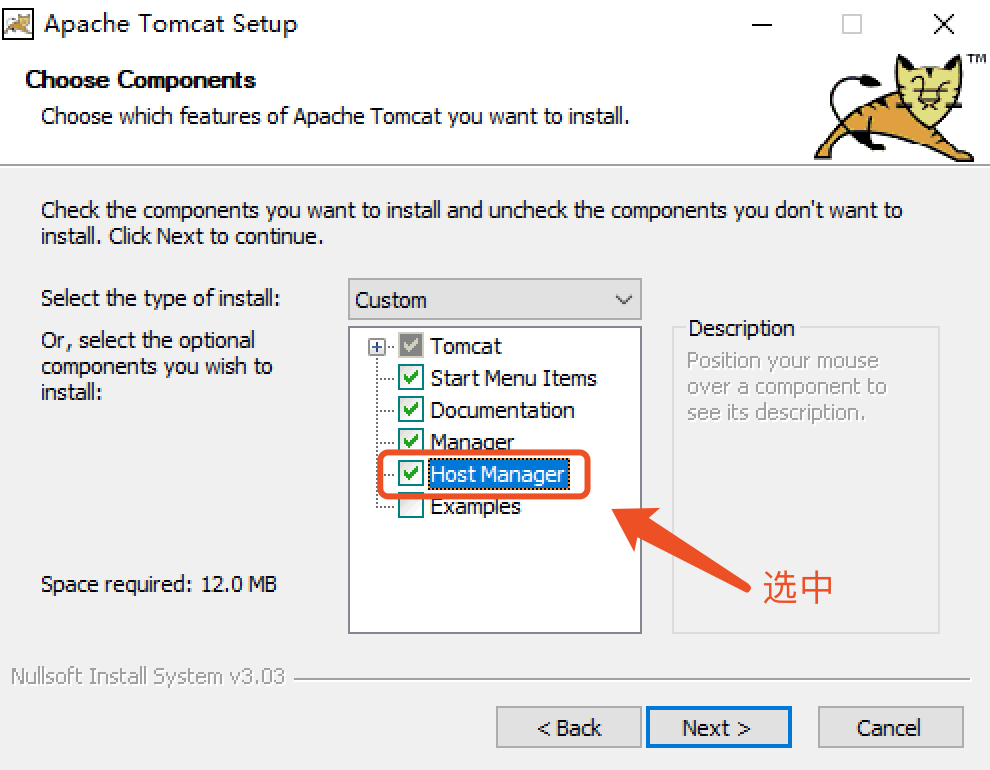 Apache Tomcat Setup
Choose Components
Choose which features of Apache Tomcat you want to install.
TM
Check the components you want to install and uncheck the components you don't want to
install. Click Next to continue.
Select the type of install:
Custom
Or, select the optional
components you wish to
install:
Tomcat
Start Menu Items
Documentation
Manager
Host Manager
Examples
Description
Position your mouse
over a component to
see its description.
选中
Space required: 12.0 MB
Nullsoft Install System v3.03
< Back
Next >
Cancel